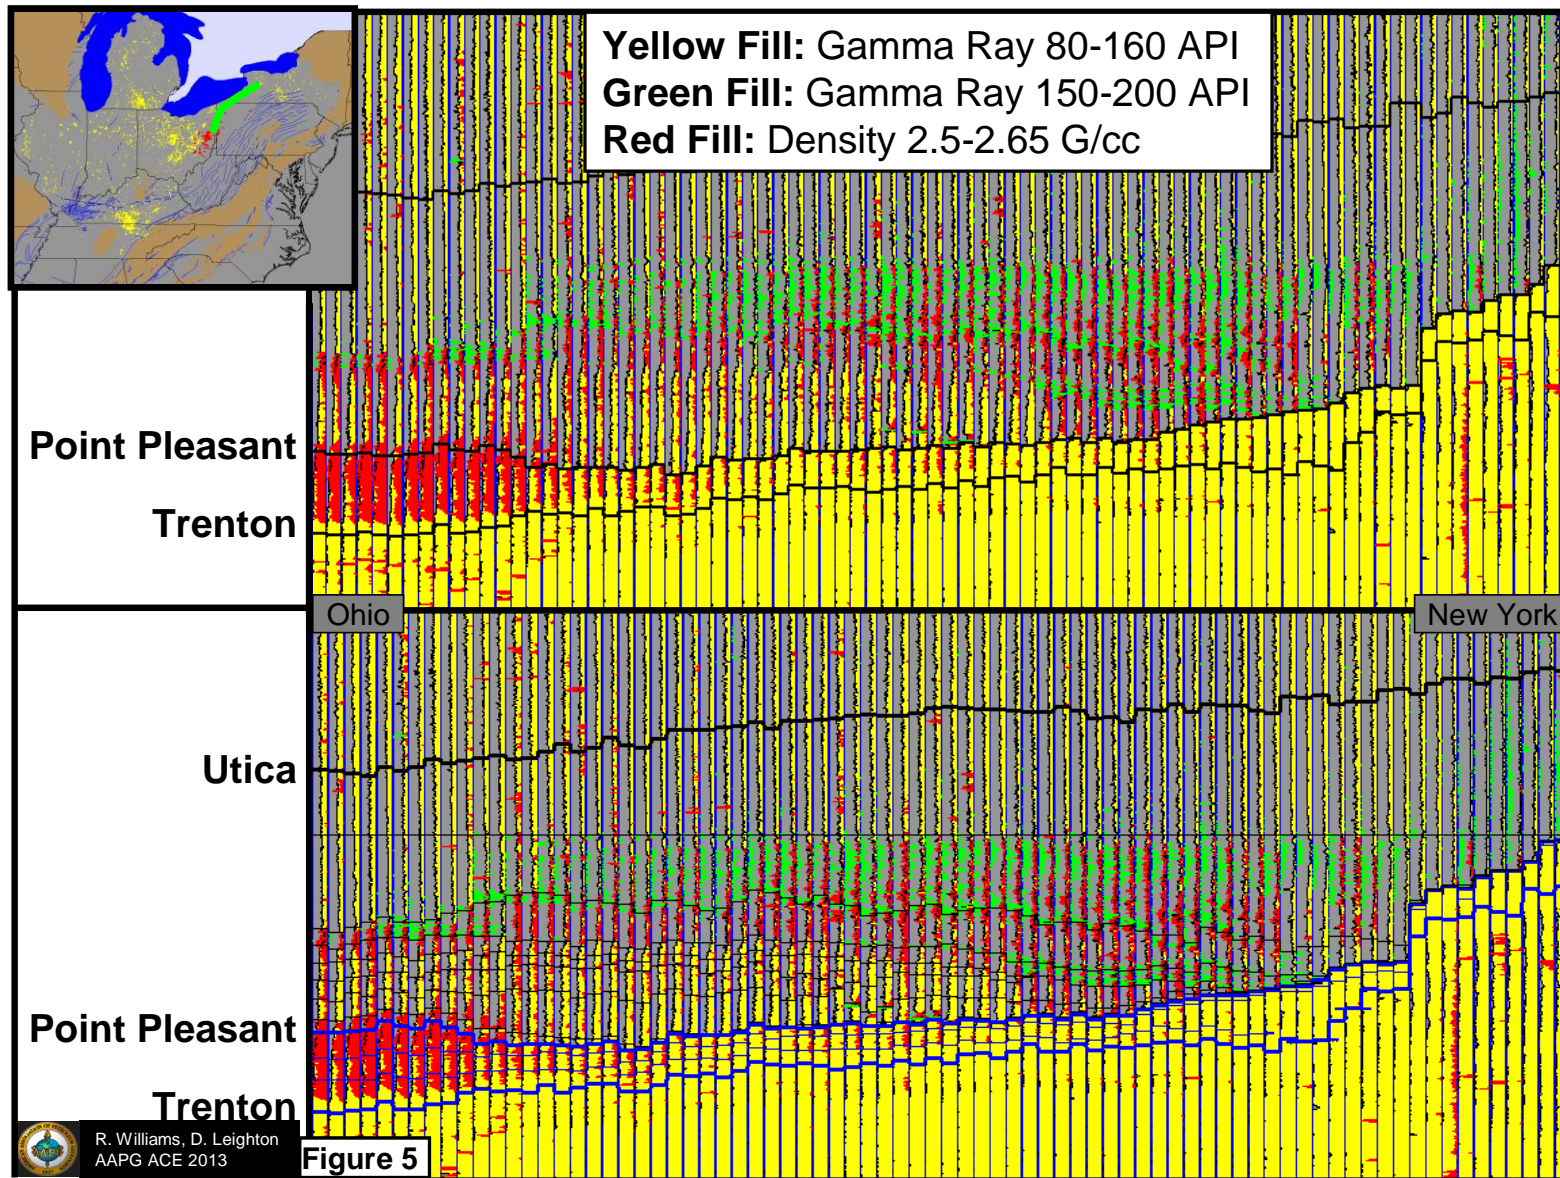 Yellow Fill: Gamma Ray 80-160 API
Green Fill: Gamma Ray 150-200 API
Red Fill: Density 2.5-2.65 G/cc
Point Pleasant
Trenton
Ohio
New York
Utica
Point Pleasant
Trenton
R. Williams, D. Leighton
AAPG ACE 2013
Figure 5